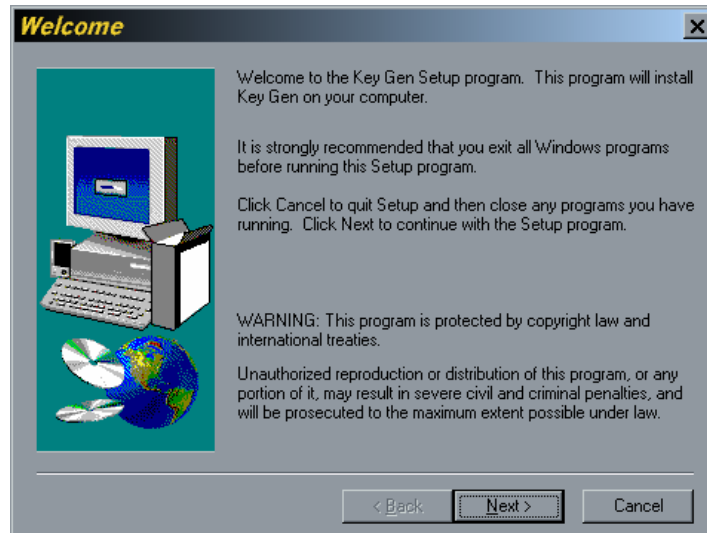 Welcome
Welcome to the Key Gen Setup program. This program will install
Key Gen on your computer.
It is strongly recommended that you exit all Windows programs
before running this Setup program.
Click Cancel to quit Setup and then close any programs you have
running. Click Next to continue with the Setup program.
WARNING: This program is protected by copyright law and
international treaties.
Unauthorized reproduction or distribution of this program, or any
portion of it, may result in severe civil and criminal penalties, and
will be prosecuted to the maximum extent possible under law.
< Back Next > Cancel